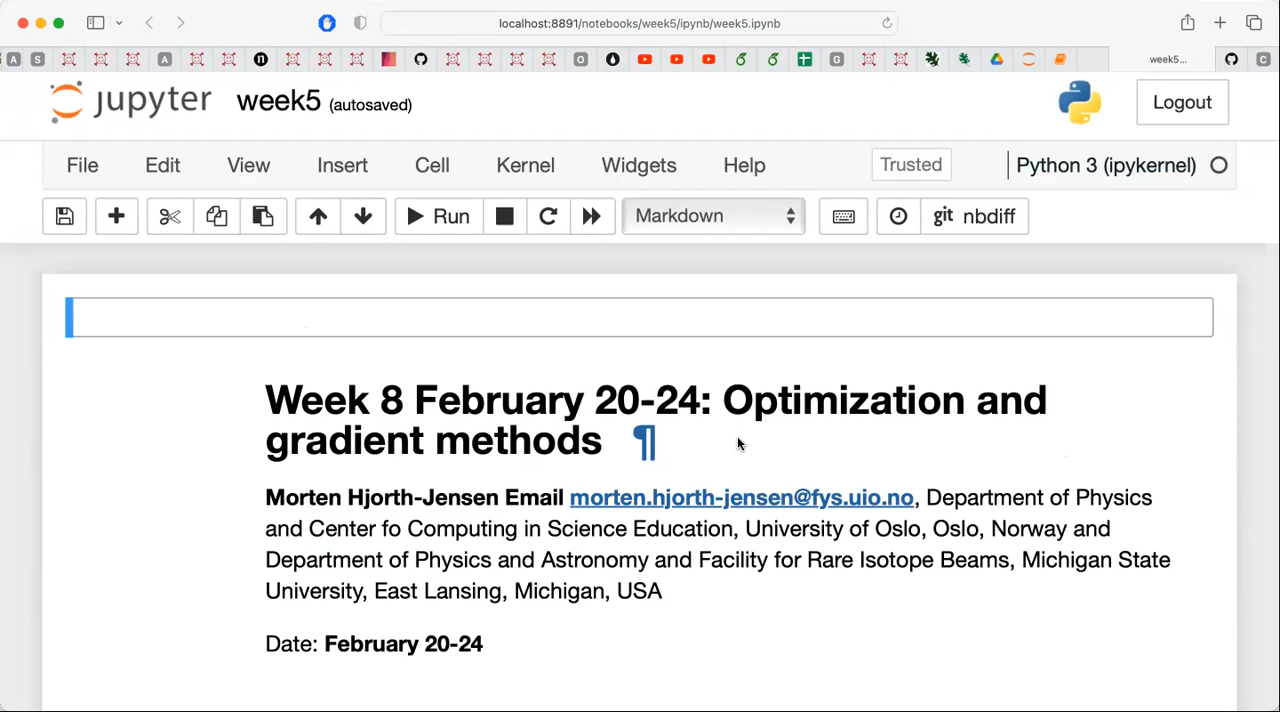 localhost:8891/notebooks/week5/ipynb/week5.ipynb
week5...
jupyter week5 (autosaved)
Logout
File Edit View Insert Cell Kernel Widgets Help Trusted Python 3 (ipykernel)
Run Markdown git nbdiff
Week 8 February 20-24: Optimization and
gradient methods ¶
Morten Hjorth-Jensen Email morten.hjorth-jensen@fys.uio.no, Department of Physics
and Center fo Computing in Science Education, University of Oslo, Oslo, Norway and
Department of Physics and Astronomy and Facility for Rare Isotope Beams, Michigan State
University, East Lansing, Michigan, USA
Date: February 20-24